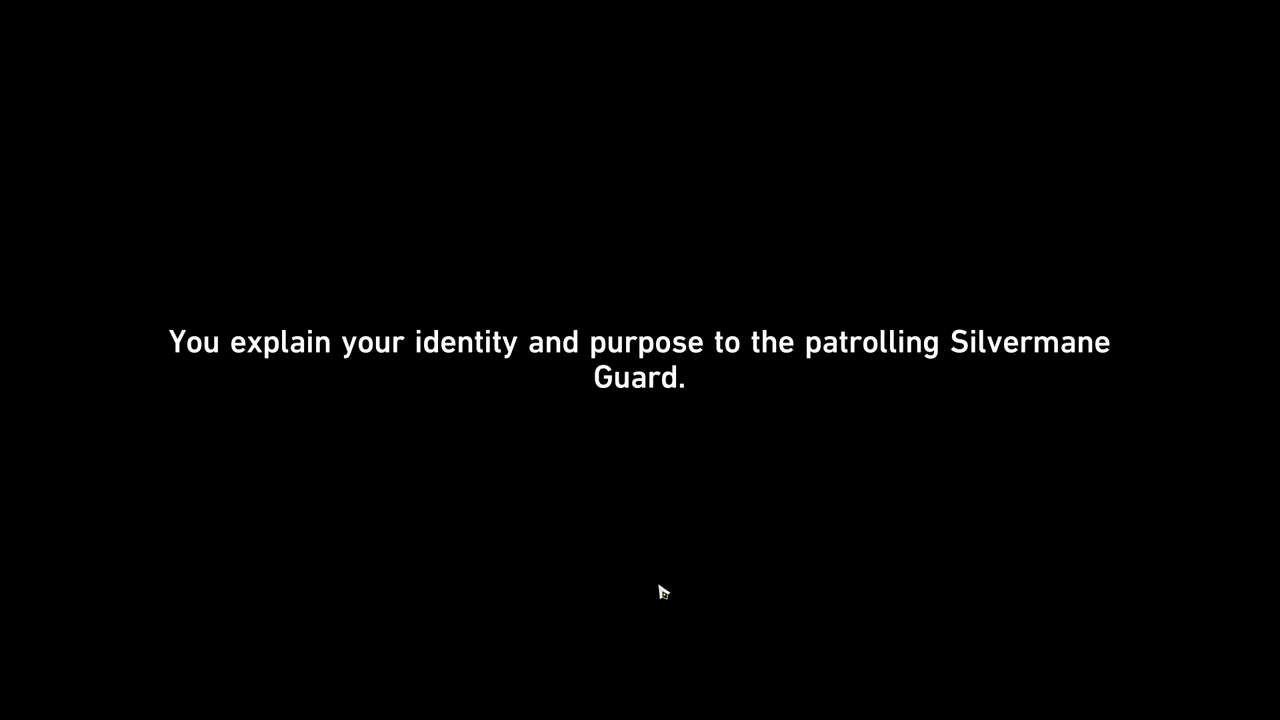 You explain your identity and purpose to the patrolling Silvermane
Guard.